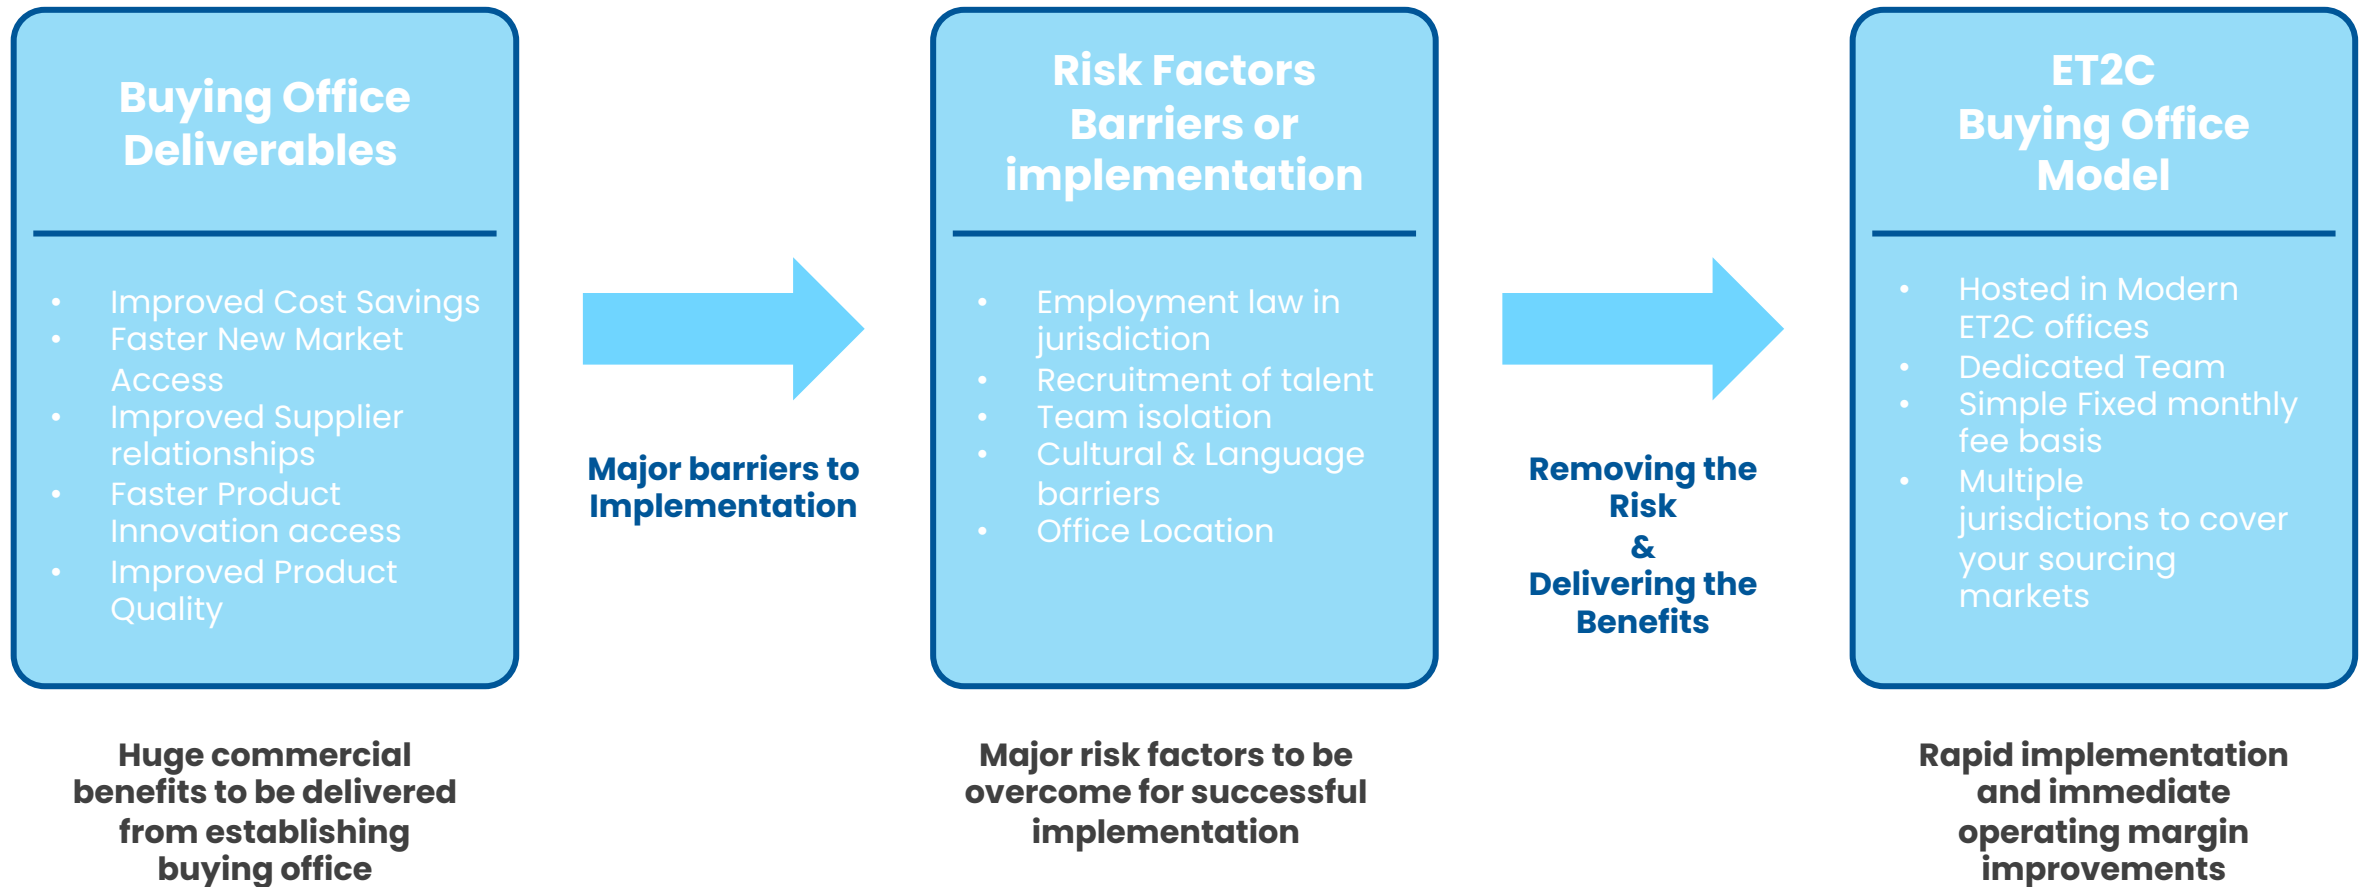 Buying Office
Deliverables
• Improved Cost Savings
• Faster New Market
Access
• Improved Supplier
relationships
• Faster Product
Innovation access
• Improved Product
Quality
Huge commercial
benefits to be delivered
from establishing
buying office
Major barriers to
Implementation
Risk Factors
Barriers or
implementation
• Employment law in
jurisdiction
• Recruitment of talent
• Team isolation
• Cultural & Language
barriers
• Office Location
Major risk factors to be
overcome for successful
implementation
Removing the
Risk
&
Delivering the
Benefits
ET2C
Buying Office
Model
• Hosted in Modern
ET2C offices
• Dedicated Team
• Simple Fixed monthly
fee basis
• Multiple
jurisdictions to cover
your sourcing
markets
Rapid implementation
and immediate
operating margin
improvements